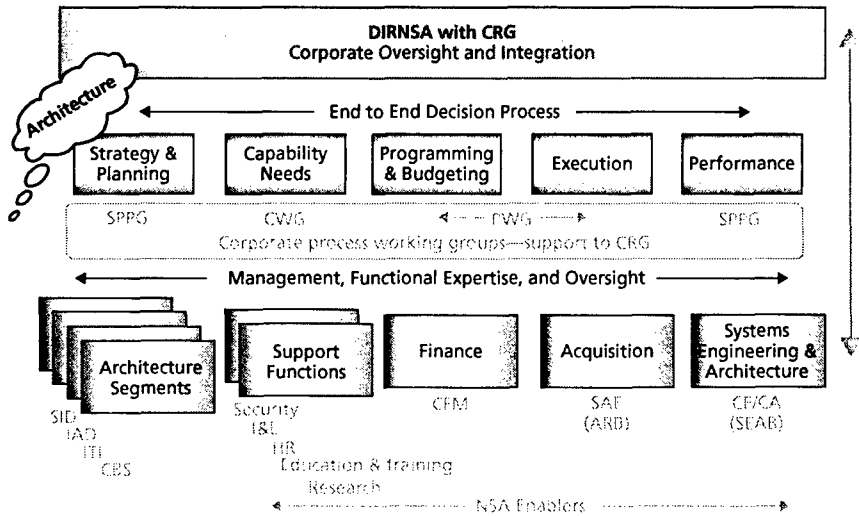 DIRNSA with CRG
Corporate Oversight and Integration
Architecture
End to End Decision Process
Strategy &
Planning
Capability
Needs
Programming
& Budgeting
Execution
Performance
SPPG
CWG
PWG
SPPG
Corporate process working groups—support to CRG
Management, Functional Expertise, and Oversight
Architecture
Segments
Support
Functions
Finance
Acquisition
Systems
Engineering &
Architecture
SID
IAD
ITI
CBS
Security
I&L
HR
Education & training
Research
CFM
SAE
(ARB)
CE/CA
(SEAB)
NSA Enablers